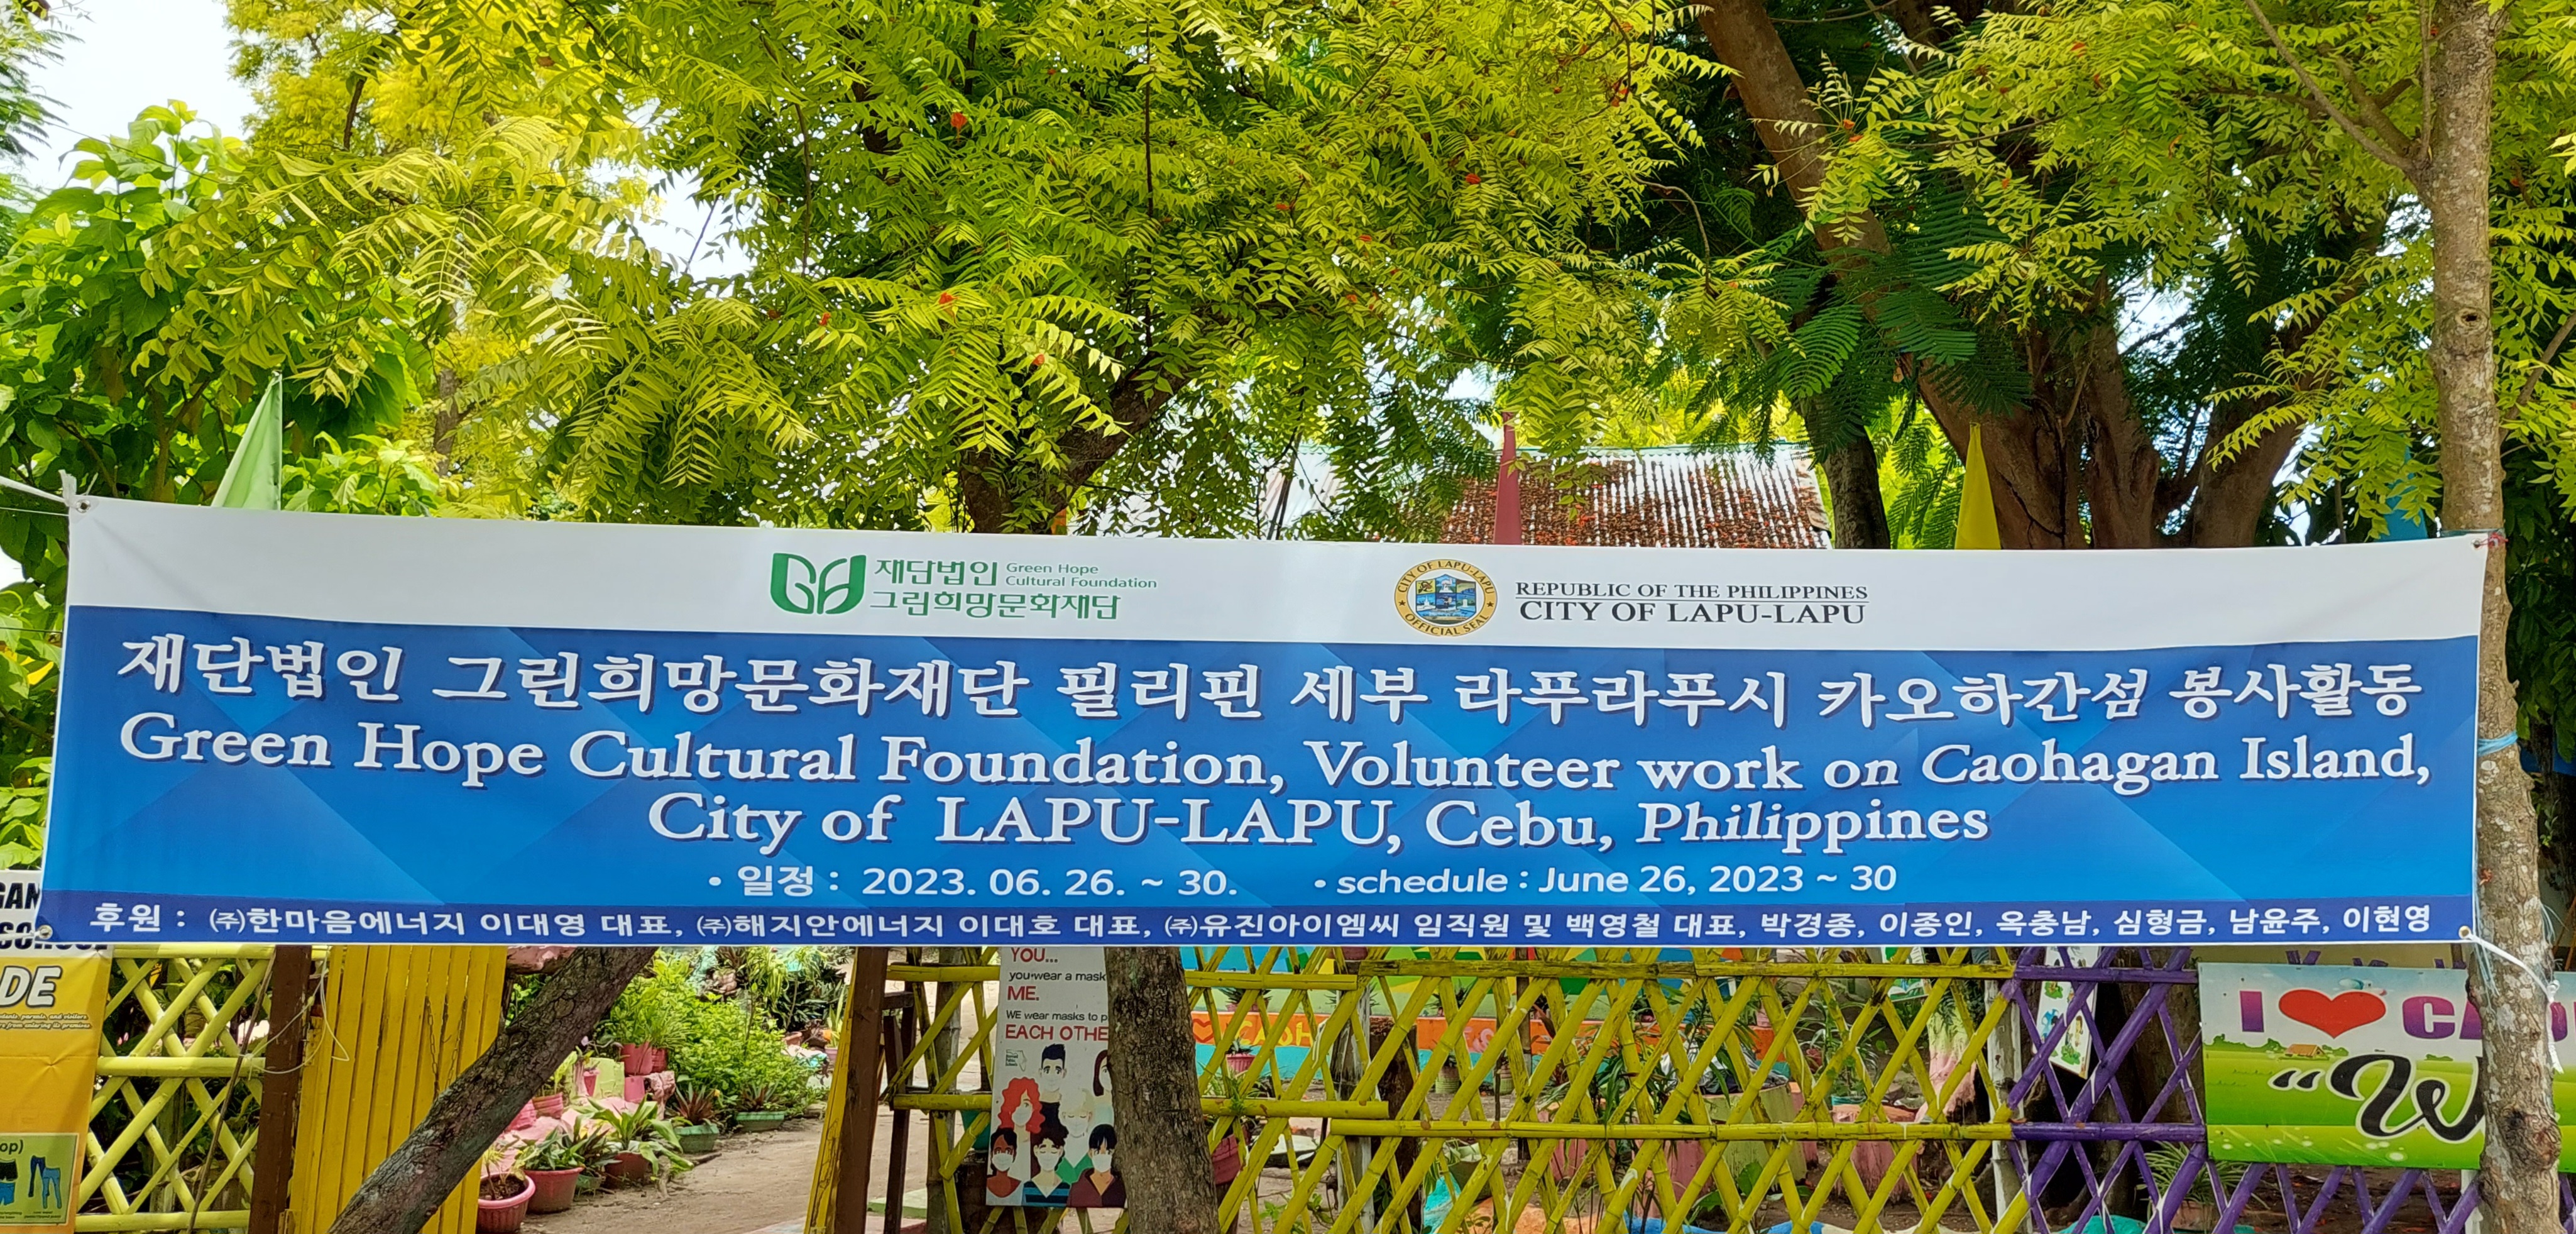 재단법인 Green Hope
Cultural Foundation
그린희망문화재단
CITY OF LAPU-LAPU
OFFICIAL SEAL
REPUBLIC OF THE PHILIPPINES
CITY OF LAPU-LAPU
재단법인 그린희망문화재단 필리핀 세부 라푸라푸시 카오하간섬 봉사활동
Green Hope Cultural Foundation, Volunteer work on Caohagan Island,
City of LAPU-LAPU, Cebu, Philippines
• 일정 : 2023. 06. 26. ~ 30. • schedule : June 26, 2023 ~ 30
후원 : ㈜한마음에너지 이대영 대표, ㈜해지안에너지 이대호 대표, ㈜유진아이엠씨 임직원 및 백영철 대표, 박경종, 이종인, 옥충남, 심형금, 남윤주, 이현영
YOU...
you wear a mask
ME.
WE wear masks to p
EACH OTHE
I ❤ C
"W
GAN
SCHOOL
DE
op)